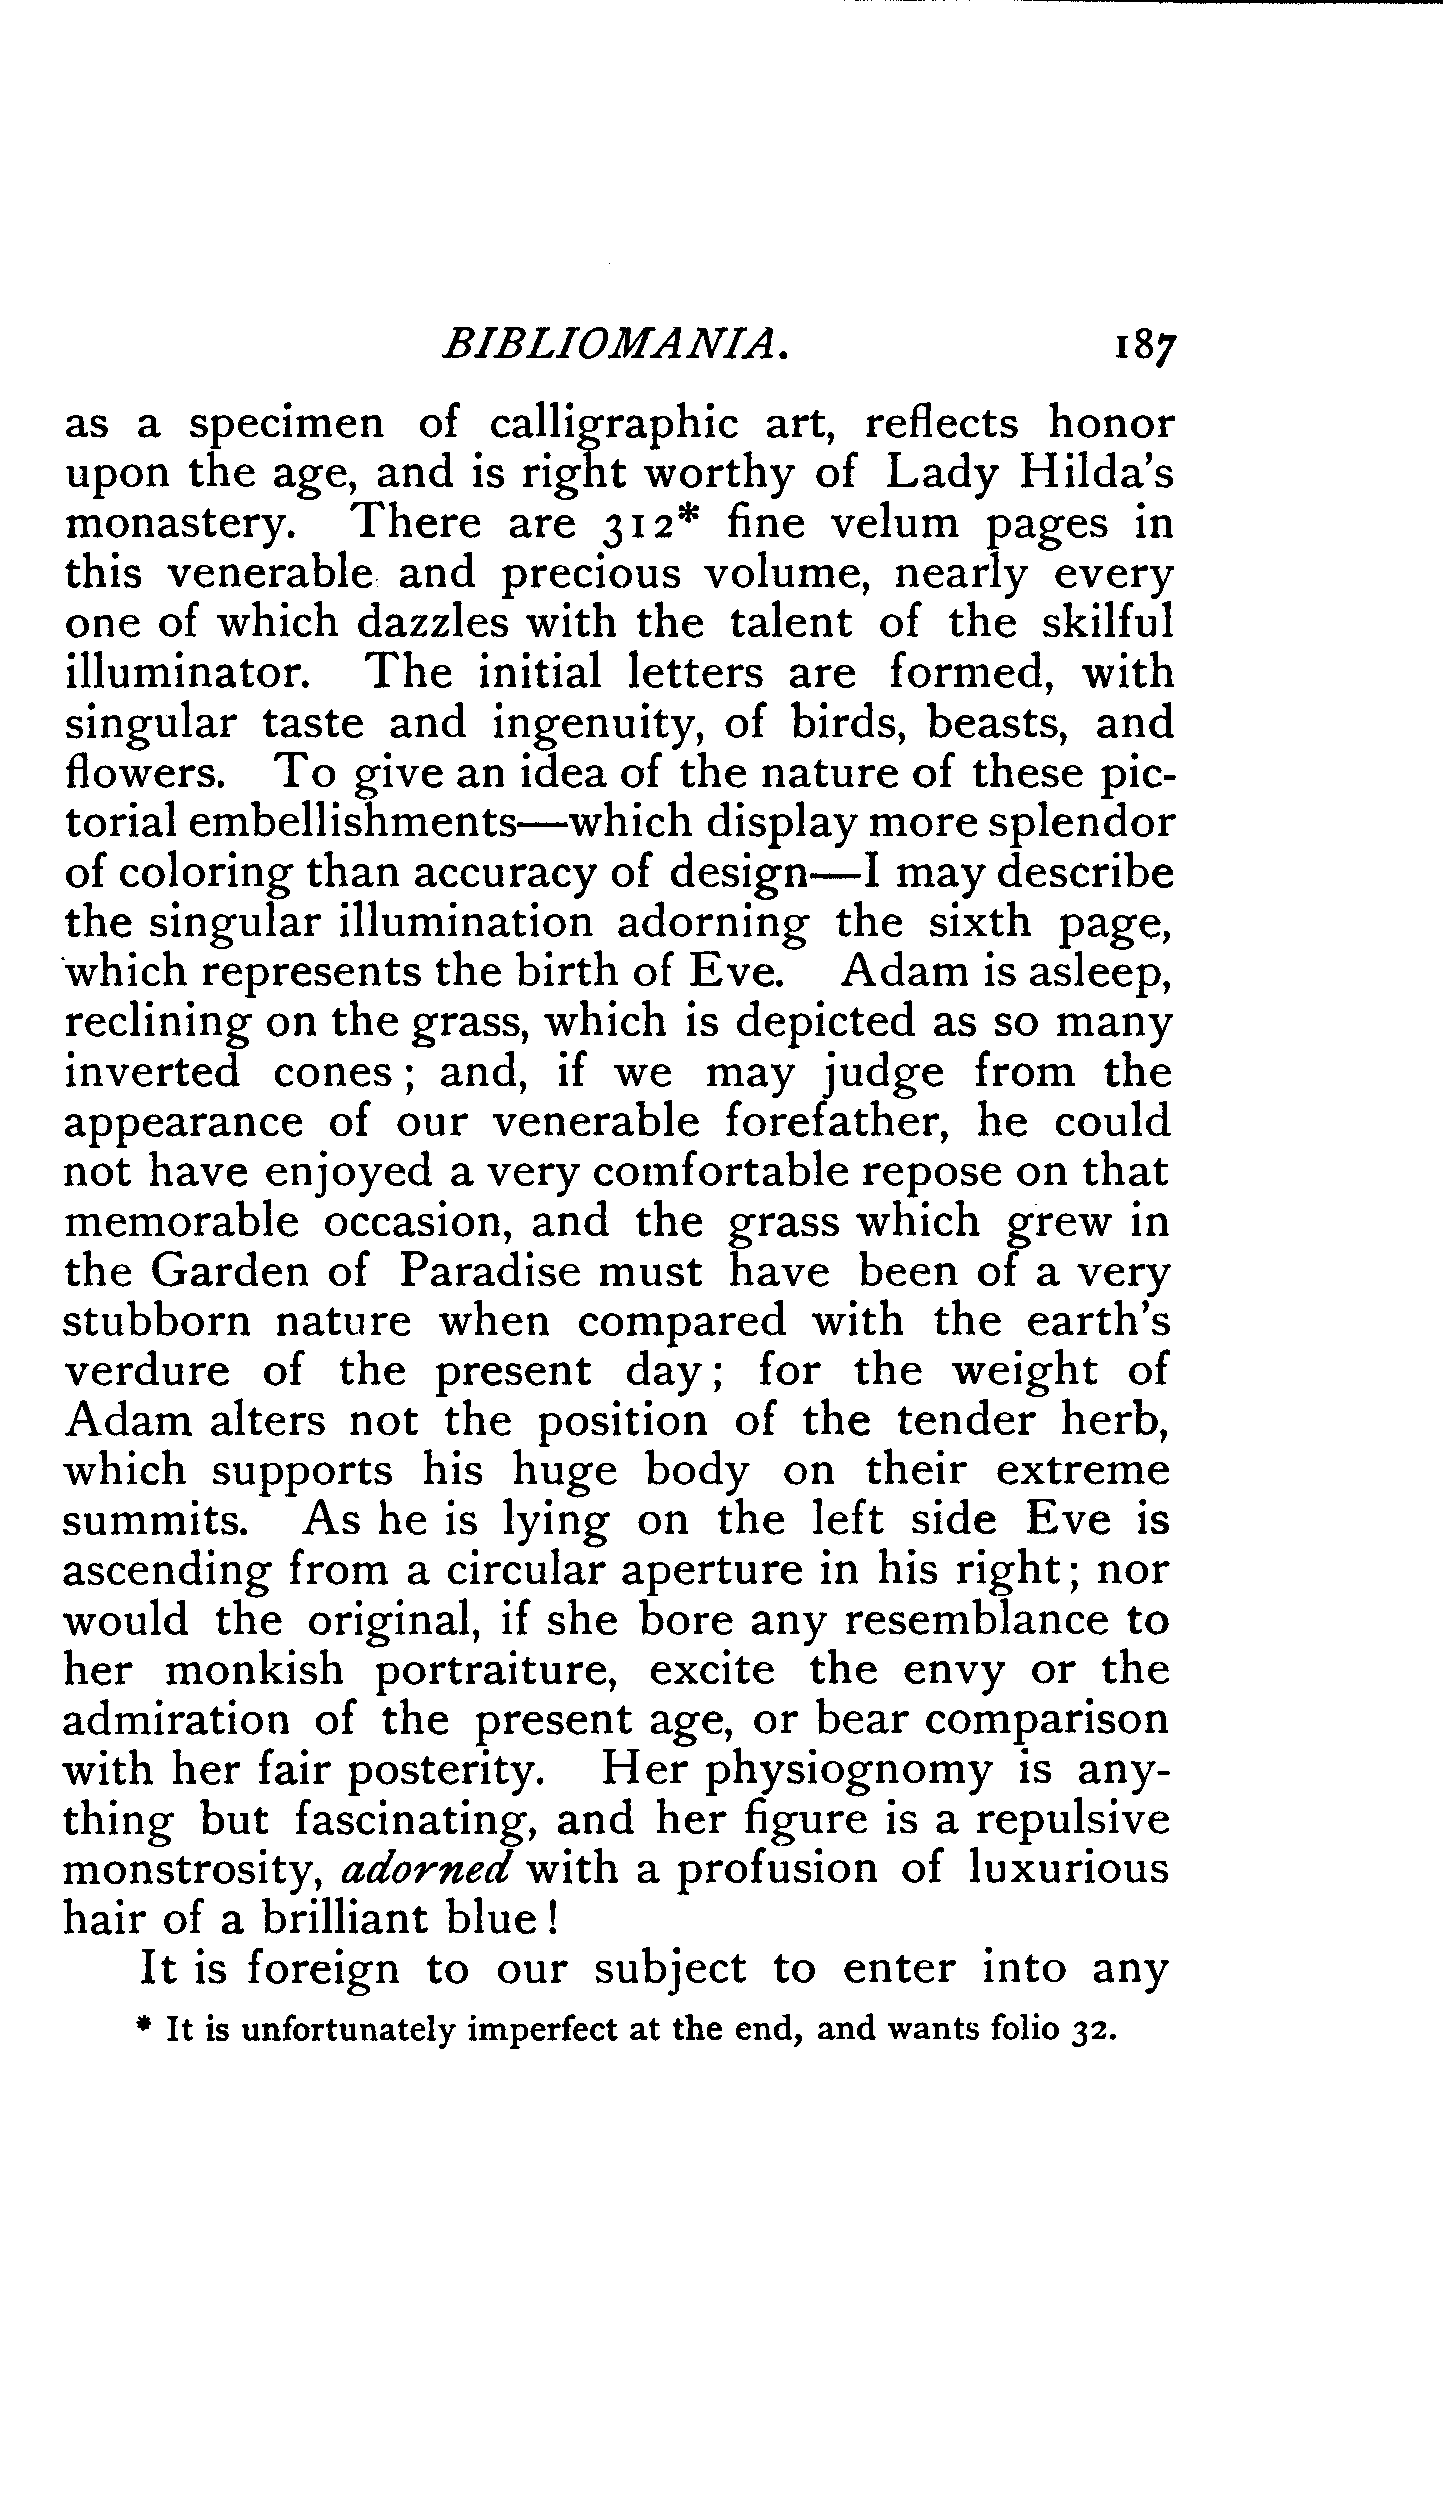 BIBLIOMANIA. 187
as a specimen of calligraphic art, reflects honor
upon the age, and is right worthy of Lady Hilda's
monastery. There are 312* fine velum pages in
this venerable and precious volume, nearly every
one of which dazzles with the talent of the skilful
illuminator. The initial letters are formed, with
singular taste and ingenuity, of birds, beasts, and
flowers. To give an idea of the nature of these pic-
torial embellishments—which display more splendor
of coloring than accuracy of design—I may describe
the singular illumination adorning the sixth page,
which represents the birth of Eve. Adam is asleep,
reclining on the grass, which is depicted as so many
inverted cones; and, if we may judge from the
appearance of our venerable forefather, he could
not have enjoyed a very comfortable repose on that
memorable occasion, and the grass which grew in
the Garden of Paradise must have been of a very
stubborn nature when compared with the earth's
verdure of the present day; for the weight of
Adam alters not the position of the tender herb,
which supports his huge body on their extreme
summits. As he is lying on the left side Eve is
ascending from a circular aperture in his right; nor
would the original, if she bore any resemblance to
her monkish portraiture, excite the envy or the
admiration of the present age, or bear comparison
with her fair posterity. Her physiognomy is any-
thing but fascinating, and her figure is a repulsive
monstrosity, adorned with a profusion of luxurious
hair of a brilliant blue!
It is foreign to our subject to enter into any
* It is unfortunately imperfect at the end, and wants folio 32.